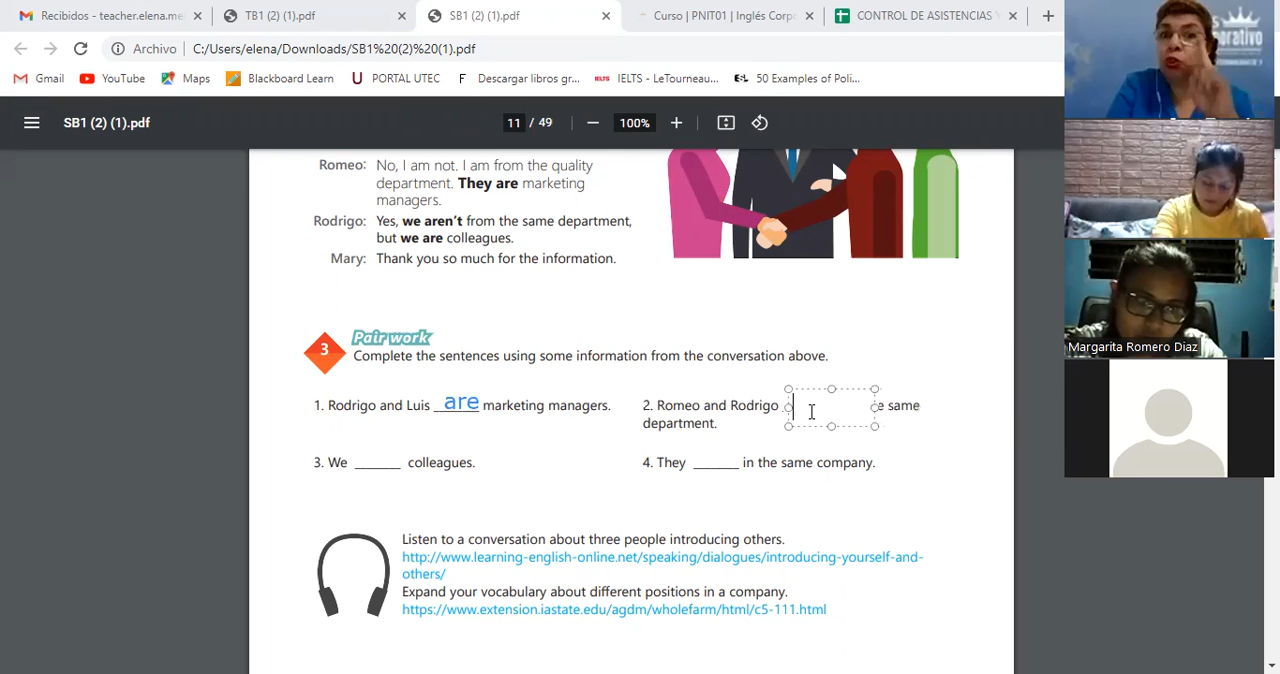 Recibidos - teacher.elena.me
TB1 (2) (1).pdf
SB1 (2) (1).pdf
Curso | PNIT01 | Inglés Corpo
CONTROL DE ASISTENCIAS Y
Archivo
C:/Users/elena/Downloads/SB1%20(2)%20(1).pdf
Gmail
YouTube
Maps
Blackboard Learn
PORTAL UTEC
Descargar libros gr...
IELTS - LeTourneau...
50 Examples of Poli...
SB1 (2) (1).pdf
11 / 49
100%
Romeo: No, I am not. I am from the quality
department. They are marketing
managers.
Rodrigo: Yes, we aren't from the same department,
but we are colleagues.
Mary: Thank you so much for the information.
3
Pair work
Complete the sentences using some information from the conversation above.
1. Rodrigo and Luis are marketing managers.
2. Romeo and Rodrigo e same
department.
3. We _______ colleagues.
4. They _______ in the same company.
Listen to a conversation about three people introducing others.
http://www.learning-english-online.net/speaking/dialogues/introducing-yourself-and-
others/
Expand your vocabulary about different positions in a company.
https://www.extension.iastate.edu/agdm/wholefarm/html/c5-111.html
Margarita Romero Diaz